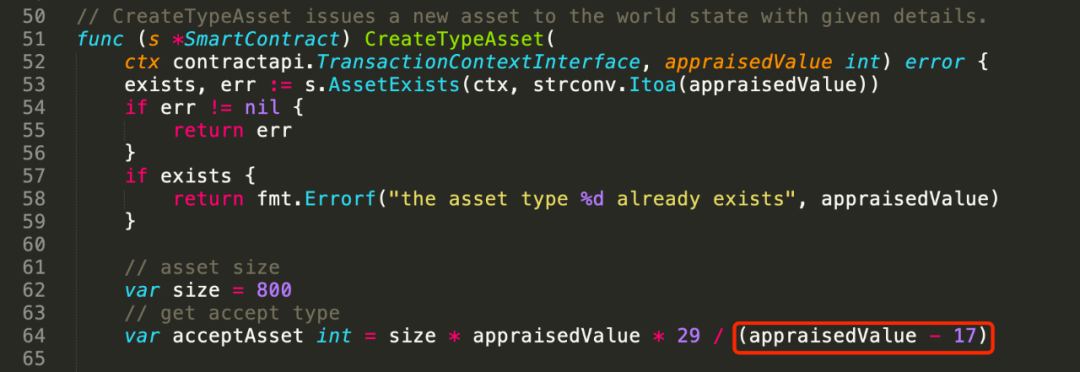 50 // CreateTypeAsset issues a new asset to the world state with given details.
51 func (s *SmartContract) CreateTypeAsset(
52 ctx contractapi.TransactionContextInterface, appraisedValue int) error {
53 exists, err := s.AssetExists(ctx, strconv.Itoa(appraisedValue))
54 if err != nil {
55 return err
56 }
57 if exists {
58 return fmt.Errorf("the asset type %d already exists", appraisedValue)
59 }
60
61 // asset size
62 var size = 800
63 // get accept type
64 var acceptAsset int = size * appraisedValue * 29 / (appraisedValue - 17)
65